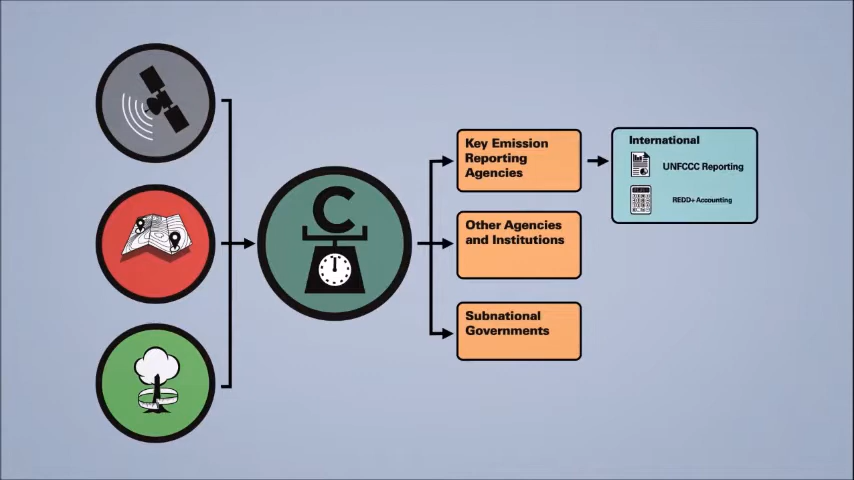 C
Key Emission
Reporting
Agencies
Other Agencies
and Institutions
Subnational
Governments
International
UNFCCC Reporting
REDD+ Accounting